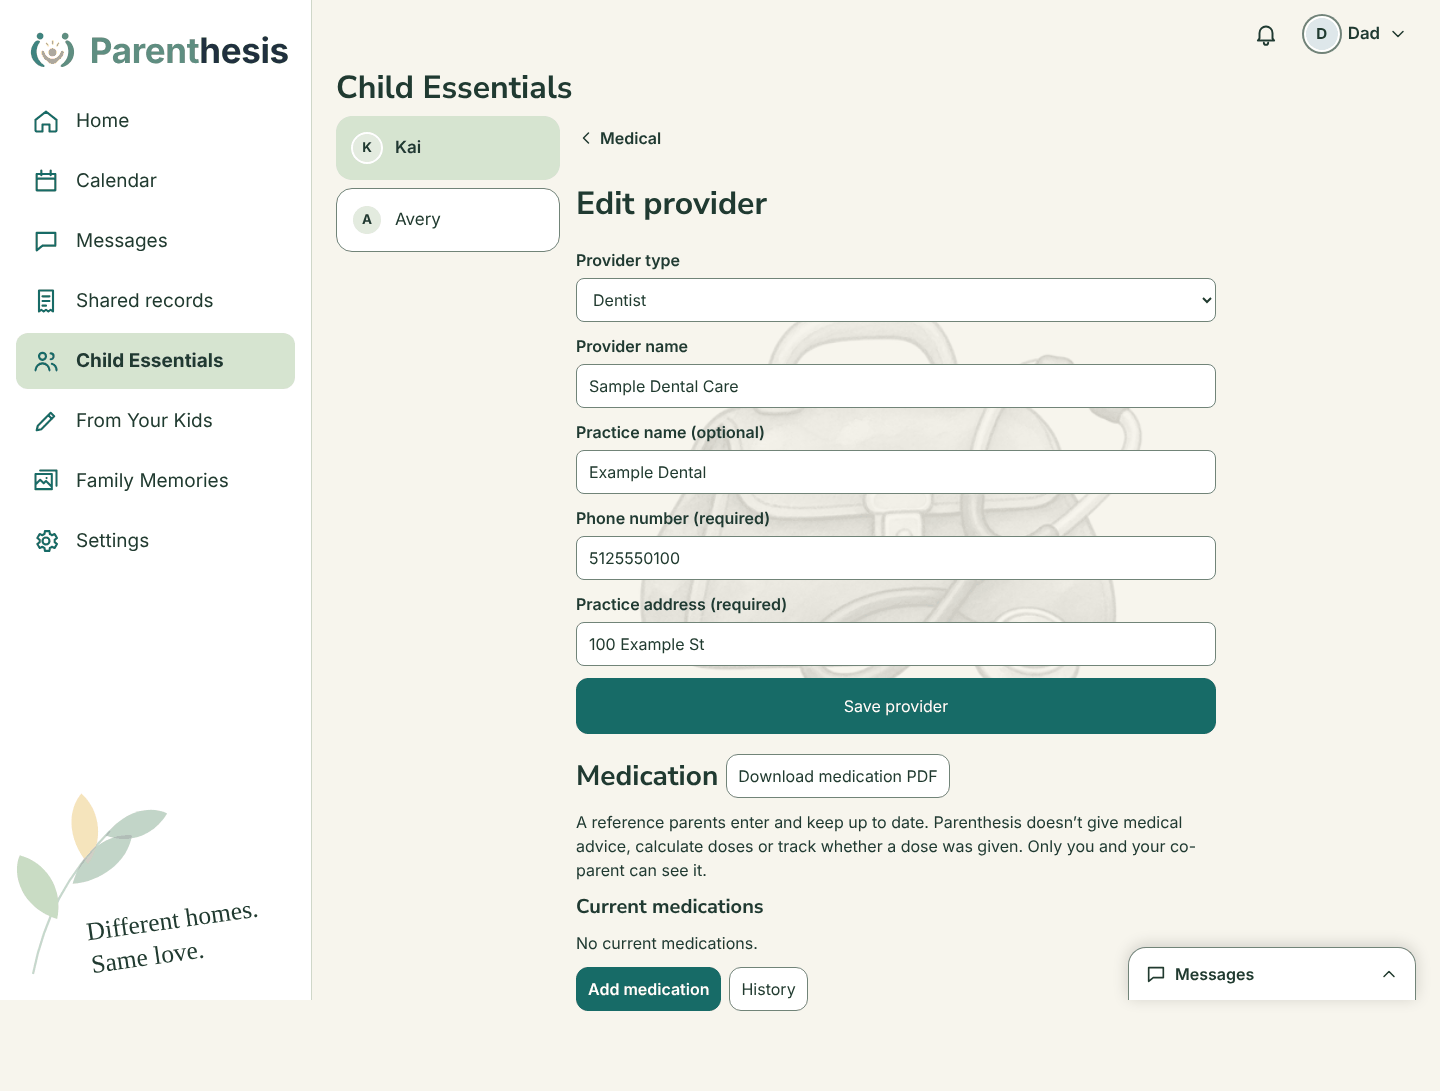 Parenthesis
Home
Calendar
Messages
Shared records
Child Essentials
From Your Kids
Family Memories
Settings
Different homes.
Same love.
D
Dad
Child Essentials
K
Kai
A
Avery
Medical
Edit provider
Provider type
Dentist
Provider name
Sample Dental Care
Practice name (optional)
Example Dental
Phone number (required)
5125550100
Practice address (required)
100 Example St
Save provider
Medication
Download medication PDF
A reference parents enter and keep up to date. Parenthesis doesn’t give medical
advice, calculate doses or track whether a dose was given. Only you and your co-
parent can see it.
Current medications
No current medications.
Add medication
History
Messages